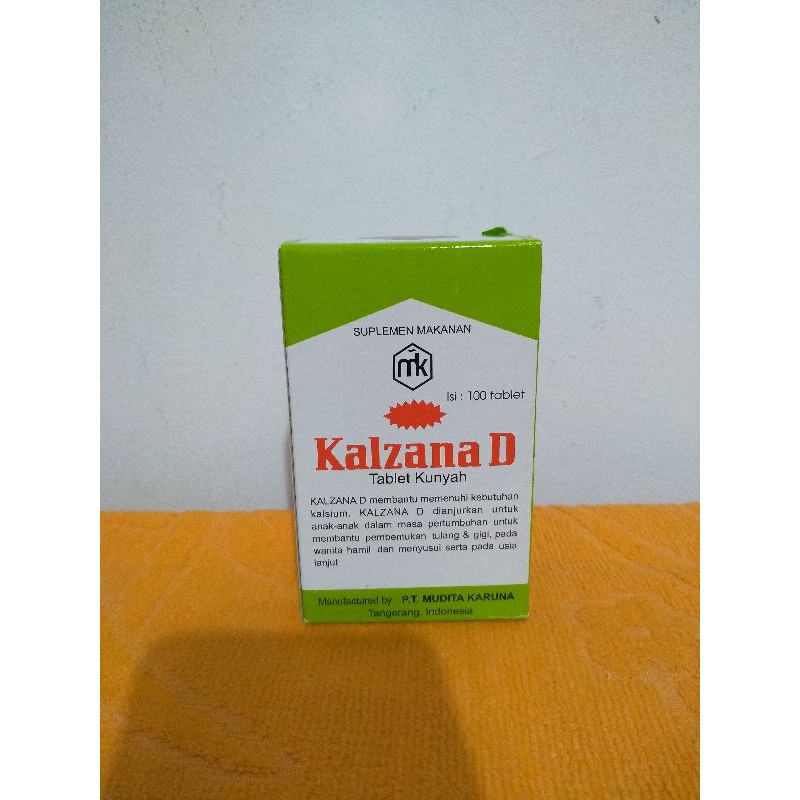 SUPLEMEN MAKANAN
mk
Isi : 100 tablet
Kalzana D
Tablet Kunyah
KALZANA D membantu memenuhi kebutuhan
kalsium. KALZANA D dianjurkan untuk
anak-anak dalam masa pertumbuhan untuk
membantu pembentukan tulang & gigi, pada
wanita hamil dan menyusui serta pada usia
lanjut
Manufactured by : P.T. MUDITA KARUNA
Tangerang, Indonesia